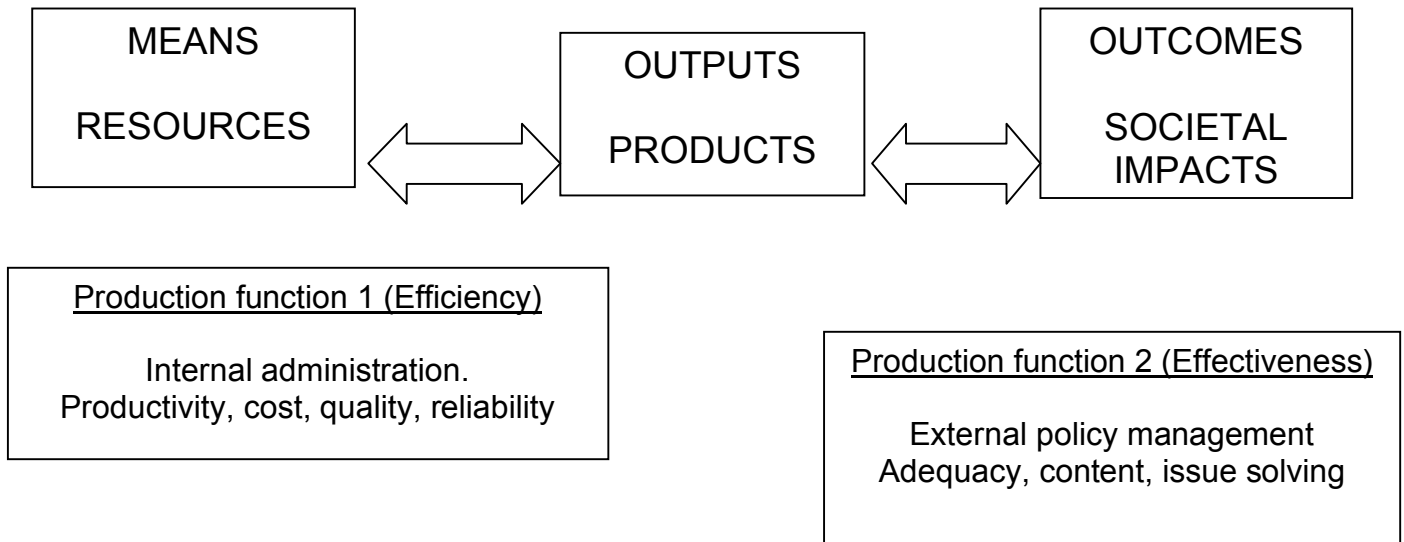 MEANS
RESOURCES
OUTPUTS
PRODUCTS
OUTCOMES
SOCIETAL
IMPACTS
Production function 1 (Efficiency)
Internal administration.
Productivity, cost, quality, reliability
Production function 2 (Effectiveness)
External policy management
Adequacy, content, issue solving